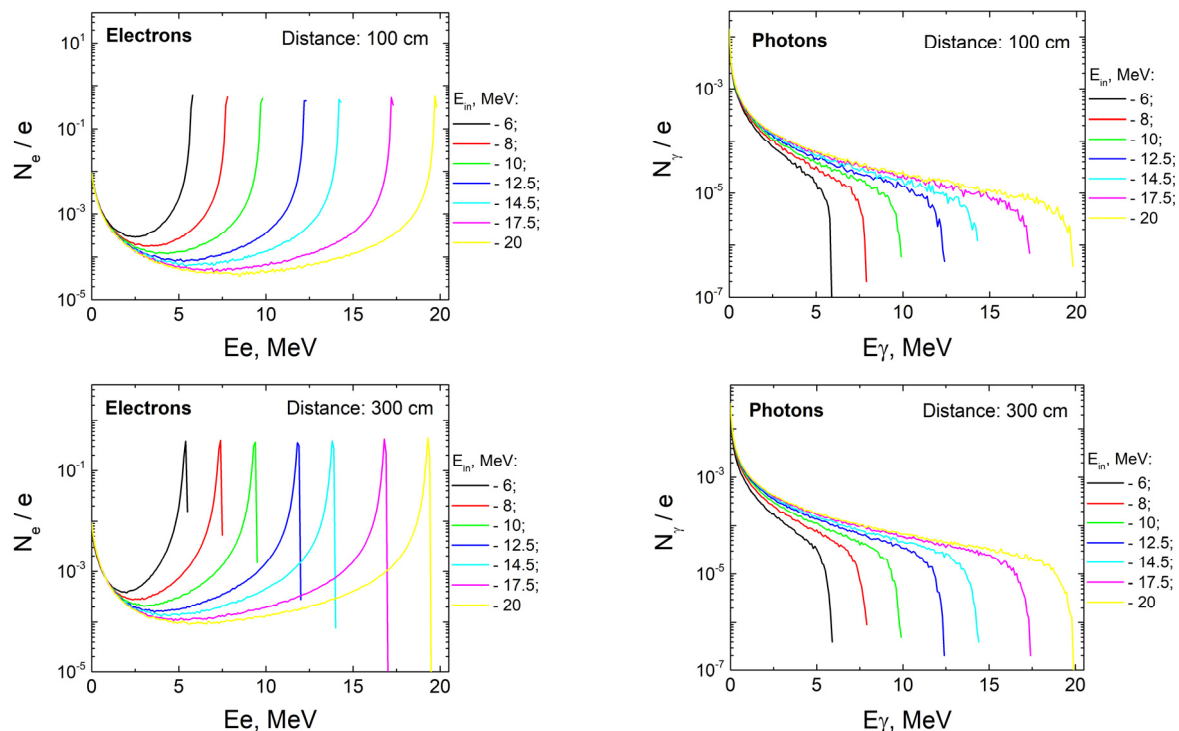 Electrons
Distance: 100 cm
N_e / e
10^1
10^-1
10^-3
10^-5
0 5 10 15 20
Ee, MeV
E_in, MeV:
- 6;
- 8;
- 10;
- 12.5;
- 14.5;
- 17.5;
- 20
Photons
Distance: 100 cm
N_γ / e
10^-3
10^-5
10^-7
0 5 10 15 20
Eγ, MeV
E_in, MeV:
- 6;
- 8;
- 10;
- 12.5;
- 14.5;
- 17.5;
- 20
Electrons
Distance: 300 cm
N_e / e
10^-1
10^-3
10^-5
0 5 10 15 20
Ee, MeV
E_in, MeV:
- 6;
- 8;
- 10;
- 12.5;
- 14.5;
- 17.5;
- 20
Photons
Distance: 300 cm
N_γ / e
10^-3
10^-5
10^-7
0 5 10 15 20
Eγ, MeV
E_in, MeV:
- 6;
- 8;
- 10;
- 12.5;
- 14.5;
- 17.5;
- 20